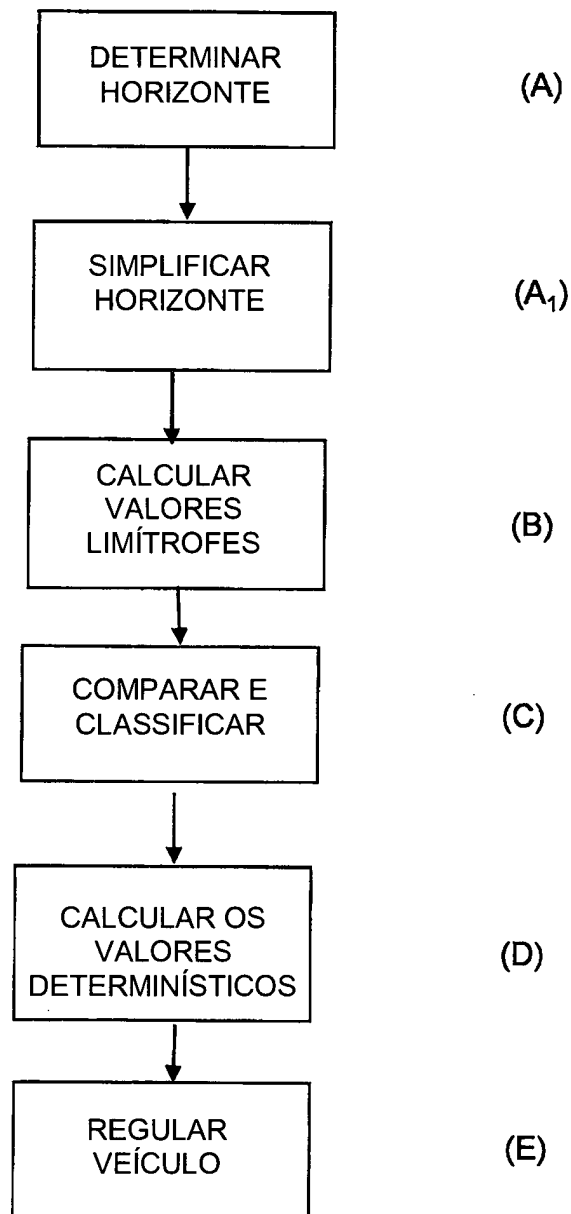 DETERMINAR
HORIZONTE
(A)
SIMPLIFICAR
HORIZONTE
(A₁)
CALCULAR
VALORES
LIMÍTROFES
(B)
COMPARAR E
CLASSIFICAR
(C)
CALCULAR OS
VALORES
DETERMINÍSTICOS
(D)
REGULAR
VEÍCULO
(E)